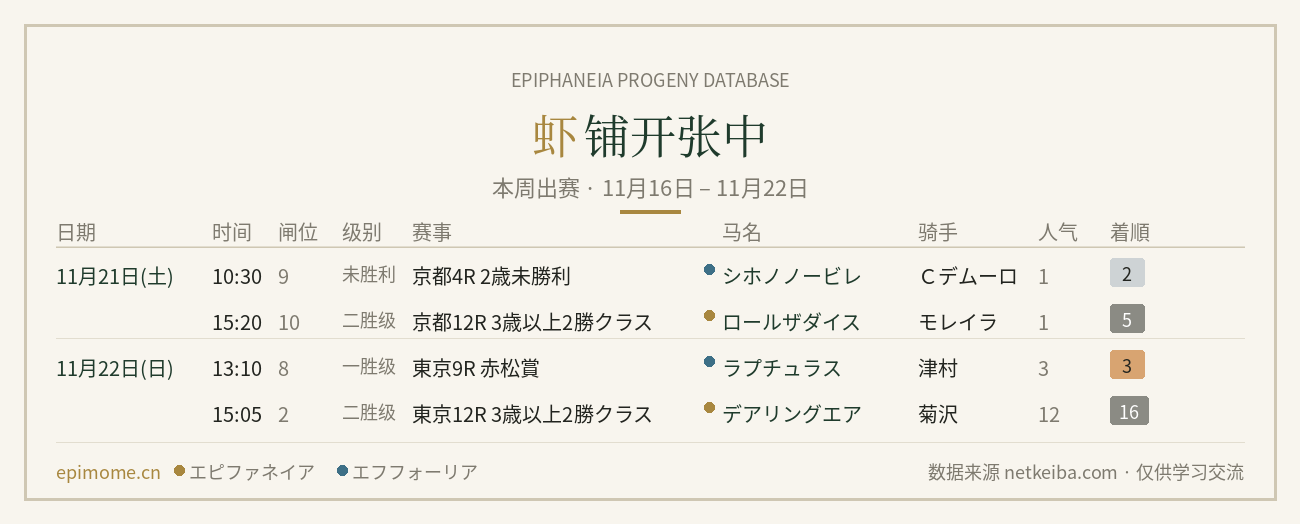 EPIPHANEIA PROGENY DATABASE
虾铺开张中
本周出赛 · 11月16日 – 11月22日
日期 时间 闸位 级别 赛事 马名 骑手 人气 着順
11月21日(土) 10:30 9 未胜利 京都4R 2歳未勝利 シホノノービレ Ｃデムーロ 1 2
15:20 10 二胜级 京都12R 3歳以上2勝クラス ロールザダイス モレイラ 1 5
11月22日(日) 13:10 8 一胜级 東京9R 赤松賞 ラプチュラス 津村 3 3
15:05 2 二胜级 東京12R 3歳以上2勝クラス デアリングエア 菊沢 12 16
epimome.cn エピファネイア エフフォーリア 数据来源 netkeiba.com · 仅供学习交流